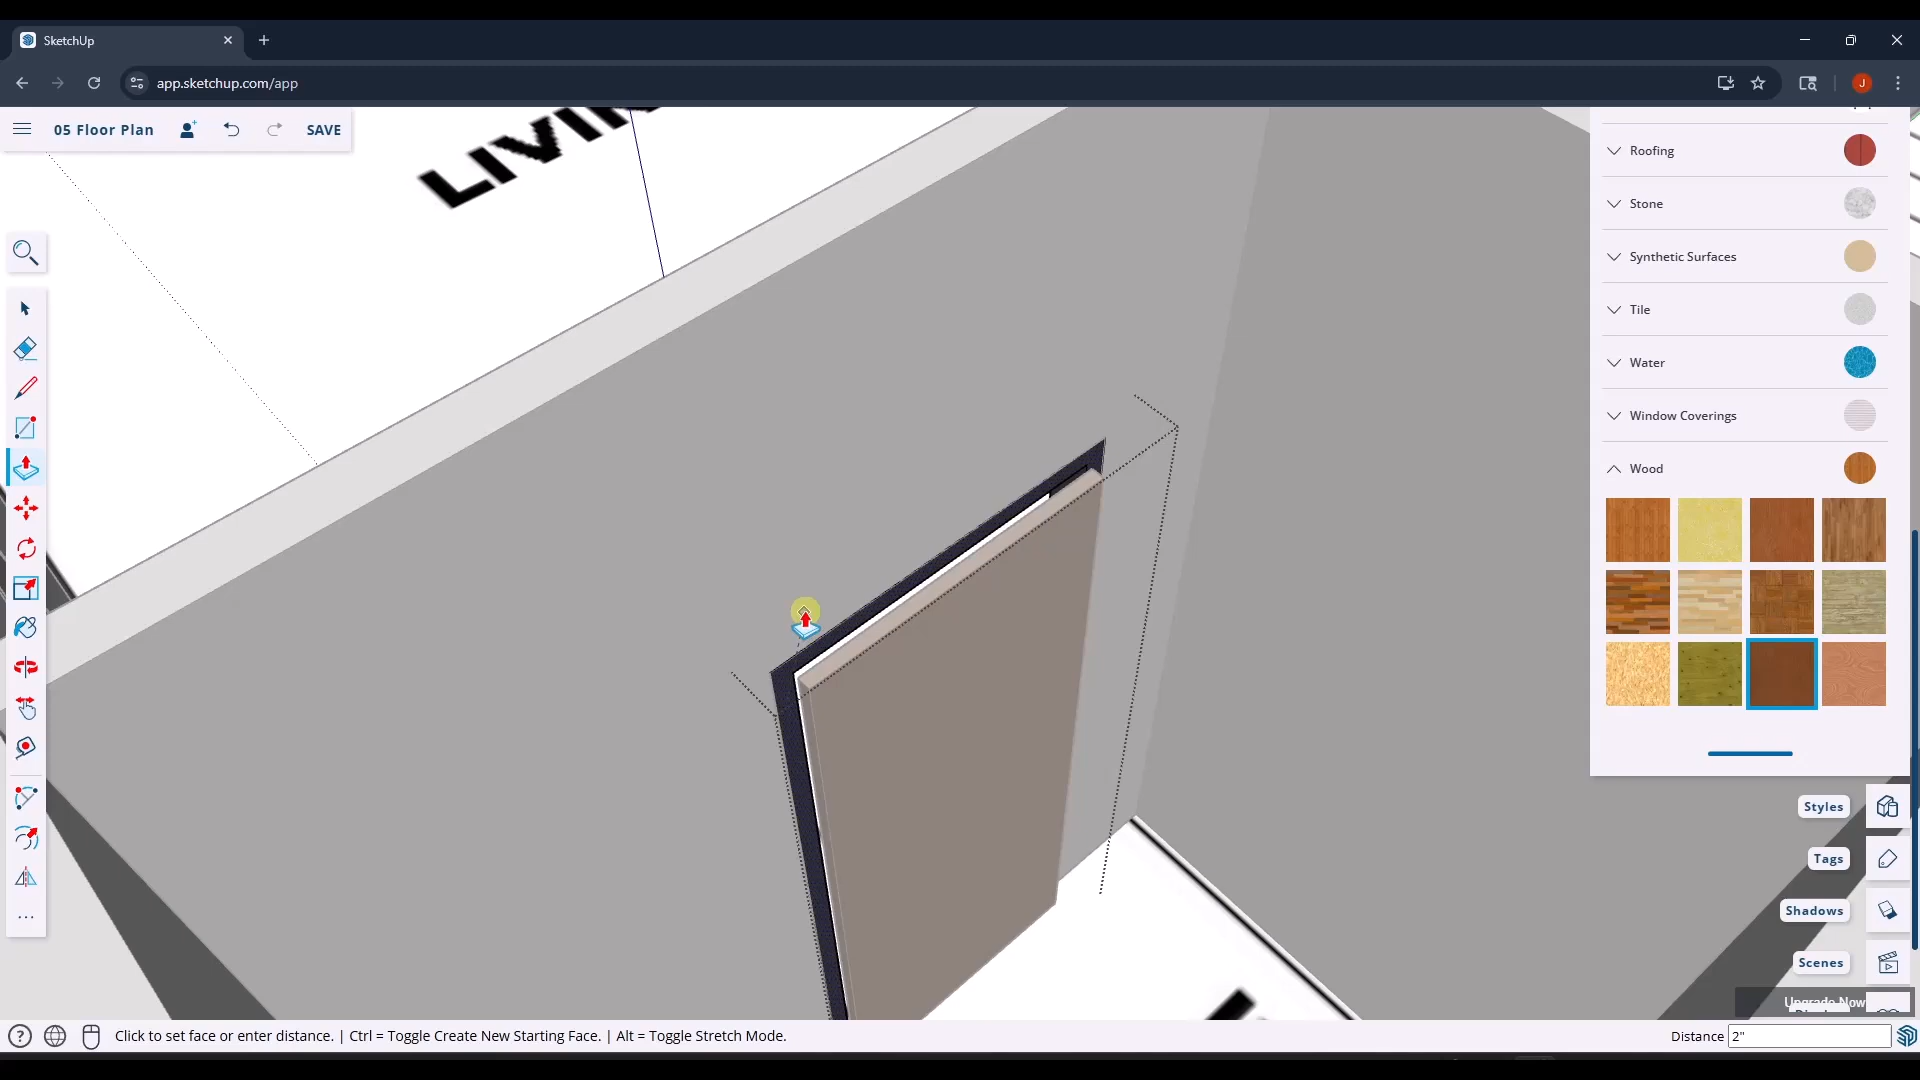 SketchUp
app.sketchup.com/app
J
05 Floor Plan
SAVE
Roofing
Stone
Synthetic Surfaces
Tile
Water
Window Coverings
Wood
Styles
Tags
Shadows
Scenes
Upgrade Now
Click to set face or enter distance. | Ctrl = Toggle Create New Starting Face. | Alt = Toggle Stretch Mode.
Distance 2"